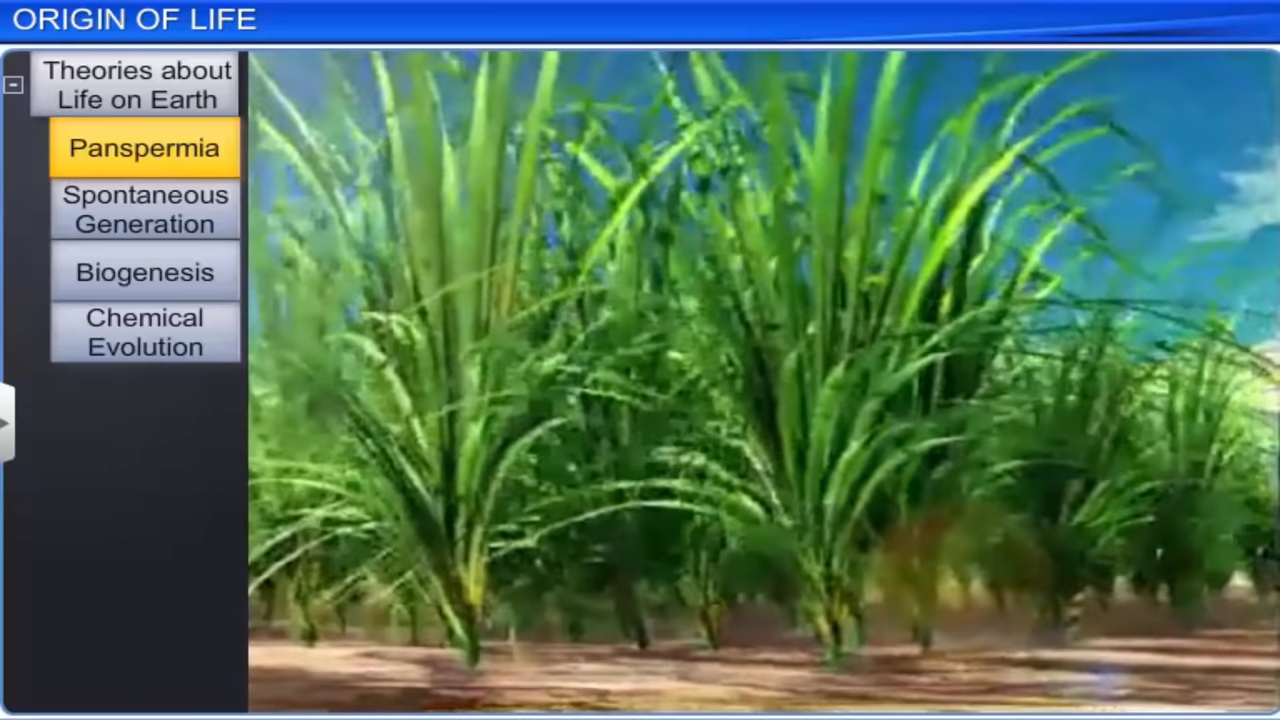 ORIGIN OF LIFE
Theories about
Life on Earth
Panspermia
Spontaneous
Generation
Biogenesis
Chemical
Evolution